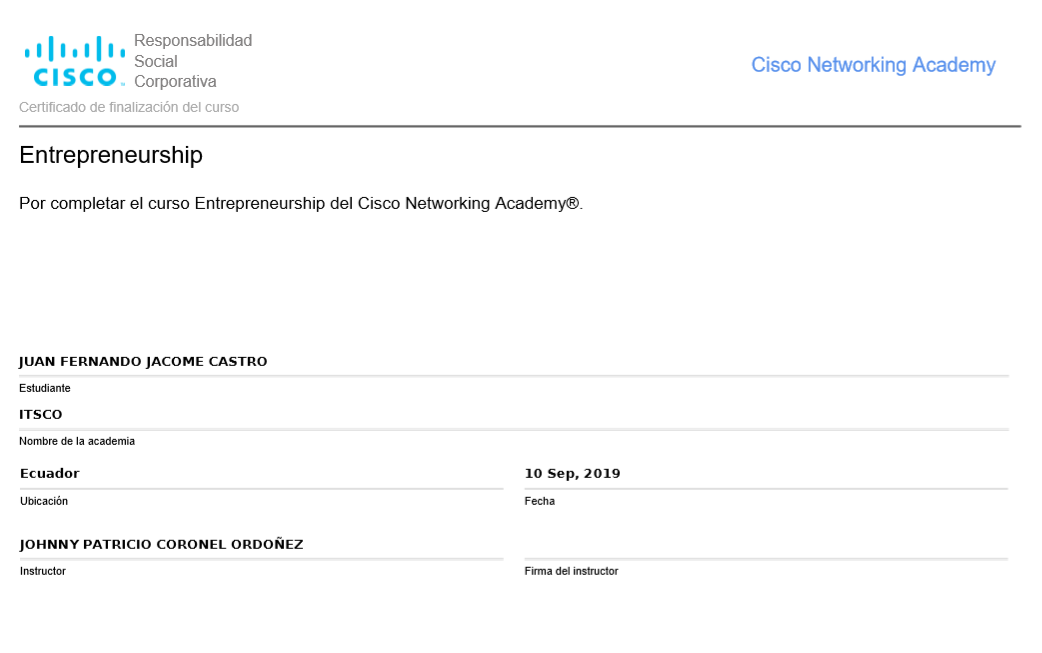 CISCO
Responsabilidad
Social
Corporativa
Cisco Networking Academy
Certificado de finalización del curso
Entrepreneurship
Por completar el curso Entrepreneurship del Cisco Networking Academy®.
JUAN FERNANDO JACOME CASTRO
Estudiante
ITSCO
Nombre de la academia
Ecuador
10 Sep, 2019
Ubicación
Fecha
JOHNNY PATRICIO CORONEL ORDOÑEZ
Instructor
Firma del instructor